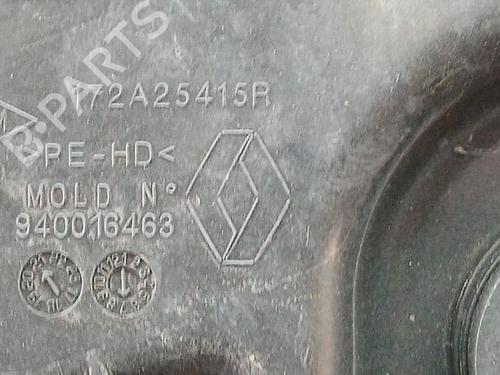 B-PARTS
172A25415R
>PE-HD<
MOLD N°
940016463